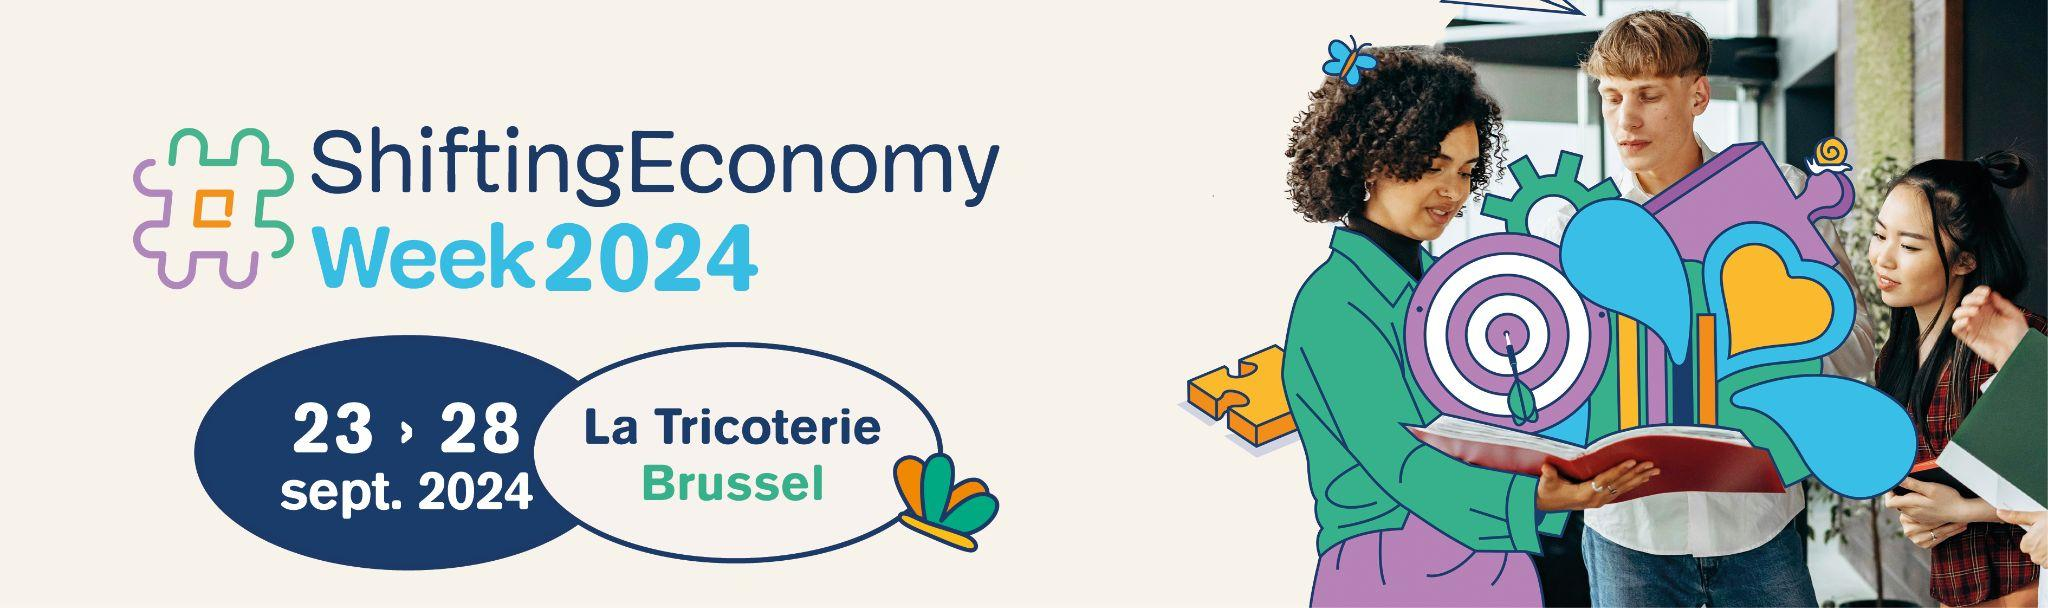 #ShiftingEconomy
Week2024
23 › 28
sept. 2024
La Tricoterie
Brussel